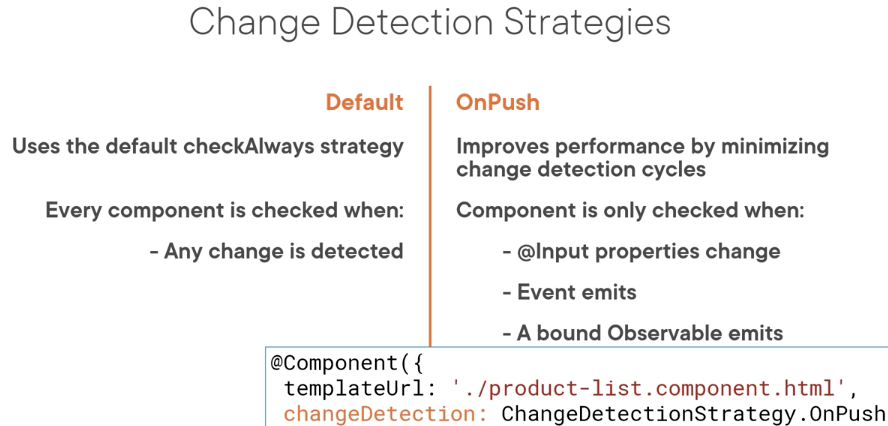 Change Detection Strategies
Default
Uses the default checkAlways strategy
Every component is checked when:
- Any change is detected
OnPush
Improves performance by minimizing
change detection cycles
Component is only checked when:
- @Input properties change
- Event emits
- A bound Observable emits
@Component({
templateUrl: './product-list.component.html',
changeDetection: ChangeDetectionStrategy.OnPush